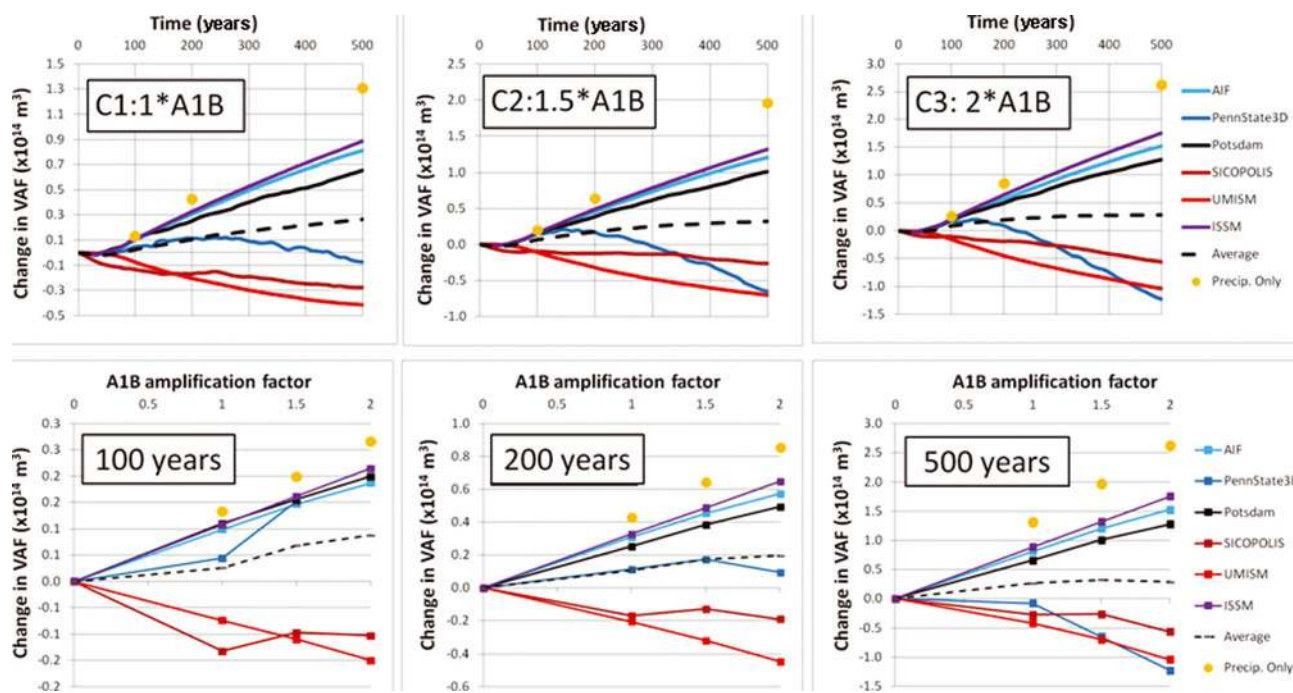 Time (years)
0 100 200 300 400 500
Change in VAF (x10¹⁴ m³)
1.5
1.3
1.1
0.9
0.7
0.5
0.3
0.1
-0.1
-0.3
-0.5
C1:1*A1B
Time (years)
0 100 200 300 400 500
Change in VAF (x10¹⁴ m³)
2.5
2.0
1.5
1.0
0.5
0.0
-0.5
-1.0
C2:1.5*A1B
Time (years)
0 100 200 300 400 500
Change in VAF (x10¹⁴ m³)
3.0
2.5
2.0
1.5
1.0
0.5
0.0
-0.5
-1.0
-1.5
C3: 2*A1B
AIF
PennState3D
Potsdam
SICOPOLIS
UMISM
ISSM
Average
Precip. Only
A1B amplification factor
0 0.5 1 1.5 2
Change in VAF (x10¹⁴ m³)
0.3
0.3
0.2
0.2
0.1
0.1
0.0
-0.1
-0.1
-0.2
-0.2
100 years
A1B amplification factor
0 0.5 1 1.5 2
Change in VAF (x10¹⁴ m³)
1.0
0.8
0.6
0.4
0.2
0.0
-0.2
-0.4
-0.6
200 years
A1B amplification factor
0 0.5 1 1.5 2
Change in VAF (x10¹⁴ m³)
3.0
2.5
2.0
1.5
1.0
0.5
0.0
-0.5
-1.0
-1.5
500 years
AIF
PennState3D
Potsdam
SICOPOLIS
UMISM
ISSM
Average
Precip. Only